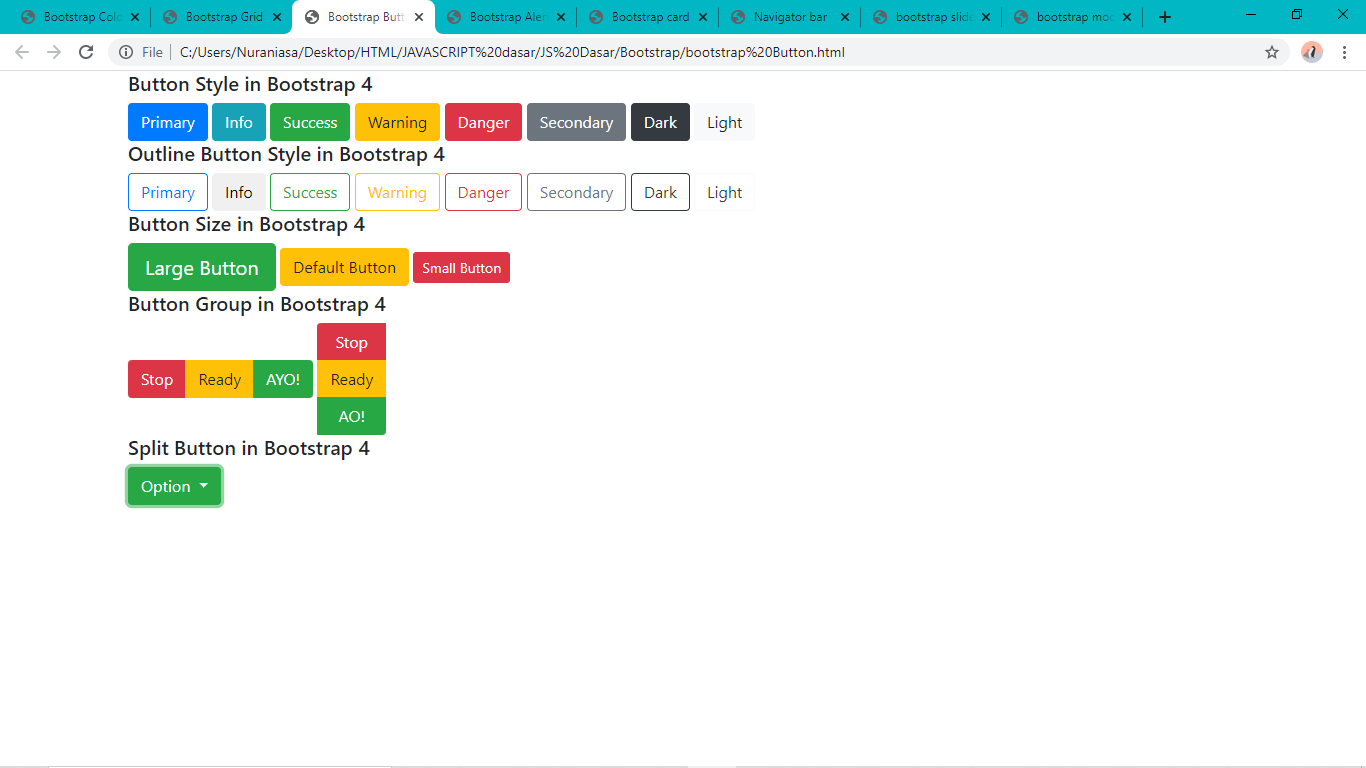 Bootstrap Colo Bootstrap Grid Bootstrap Butt Bootstrap Aler Bootstrap card Navigator bar bootstrap slide bootstrap mod
File C:/Users/Nuraniasa/Desktop/HTML/JAVASCRIPT%20dasar/JS%20Dasar/Bootstrap/bootstrap%20Button.html
Button Style in Bootstrap 4
Primary Info Success Warning Danger Secondary Dark Light
Outline Button Style in Bootstrap 4
Primary Info Success Warning Danger Secondary Dark Light
Button Size in Bootstrap 4
Large Button Default Button Small Button
Button Group in Bootstrap 4
Stop
Stop Ready AYO! Ready
AO!
Split Button in Bootstrap 4
Option